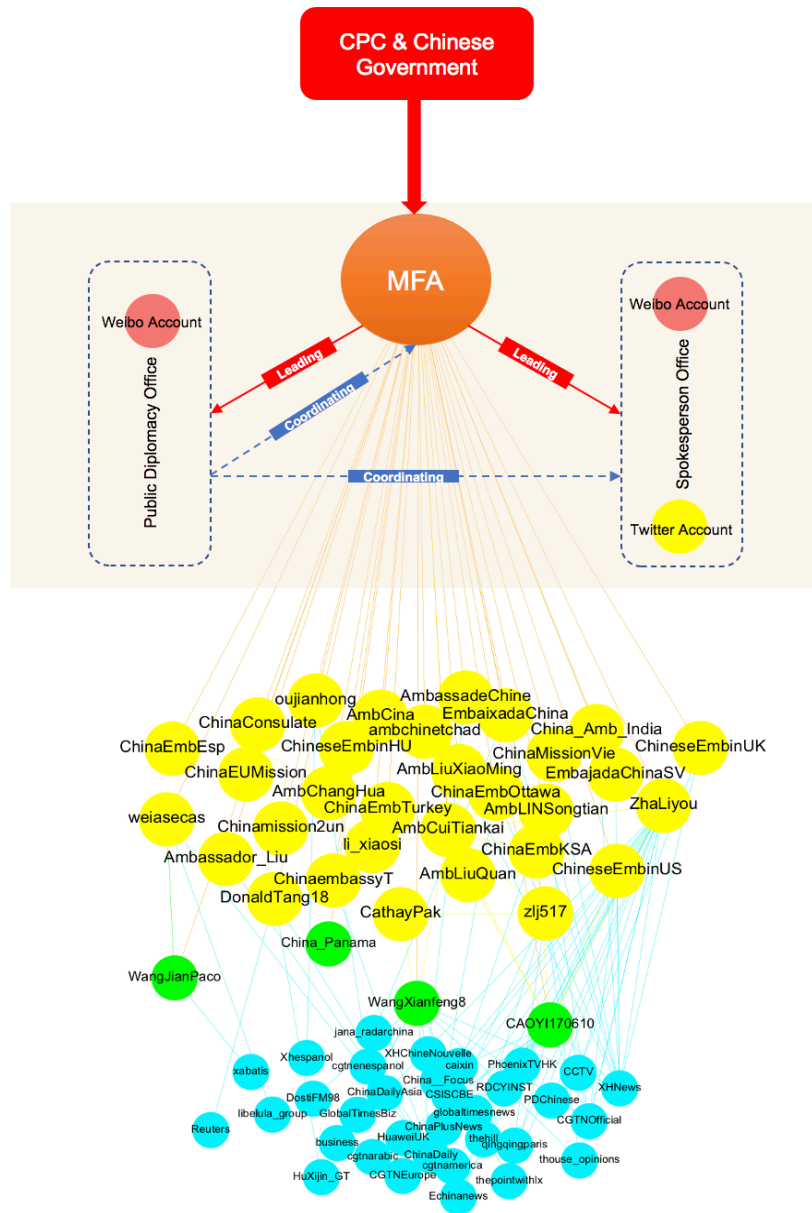 CPC & Chinese
Government
MFA
Weibo Account
Public Diplomacy Office
Leading
Coordinating
Leading
Coordinating
Weibo Account
Spokesperson Office
Twitter Account
oujianhong
AmbassadeChine
AmbCina
EmbaixadaChina
ChinaConsulate
ambchinetchad
China_Amb_India
ChinaEmbEsp
ChineseEmbinHU
ChinaMissionVie
ChineseEmbinUK
ChinaEUMission
AmbLiuXiaoMing
EmbajadaChinaSV
AmbChangHua
ChinaEmbOttawa
ZhaLiyou
weiasecas
ChinaEmbTurkey
AmbLINSongtian
Chinamission2un
AmbCuiTiankai
li_xiaosi
ChinaEmbKSA
Ambassador_Liu
ChinaembassyT
AmbLiuQuan
ChineseEmbinUS
DonaldTang18
CathayPak
zlj517
China_Panama
WangJianPaco
WangXianfeng8
CAOYI170610
jana_radarchina
XHChineNouvelle
Xhespanol
cgtnenespanol
caixin
PhoenixTVHK
CCTV
xabatis
China__Focus
RDCYINST
XHNews
DostiFM98
ChinaDailyAsia
CSISCBE
PDChinese
libelula_group
GlobalTimesBiz
globaltimesnews
CGTNOfficial
Reuters
ChinaPlusNews
business
HuaweiUK
thehill
qingqingparis
cgtnarabic
ChinaDaily
thouse_opinions
HuXijin_GT
CGTNEurope
cgtnamerica
thepointwithlx
Echinanews